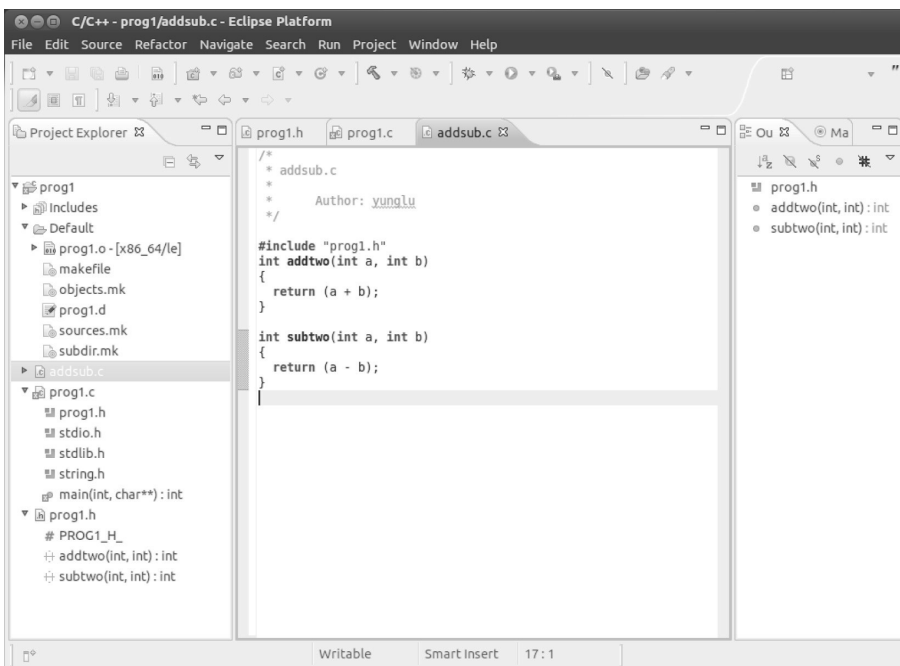 C/C++ - prog1/addsub.c - Eclipse Platform
File Edit Source Refactor Navigate Search Run Project Window Help
Project Explorer
prog1
Includes
Default
prog1.o - [x86_64/le]
makefile
objects.mk
prog1.d
sources.mk
subdir.mk
addsub.c
prog1.c
prog1.h
stdio.h
stdlib.h
string.h
main(int, char**) : int
prog1.h
# PROG1_H_
addtwo(int, int) : int
subtwo(int, int) : int
prog1.h prog1.c addsub.c
/*
 * addsub.c
 *
 *      Author: yunglu
 */
#include "prog1.h"
int addtwo(int a, int b)
{
  return (a + b);
}
int subtwo(int a, int b)
{
  return (a - b);
}
Ou Ma
prog1.h
addtwo(int, int) : int
subtwo(int, int) : int
Writable Smart Insert 17 : 1